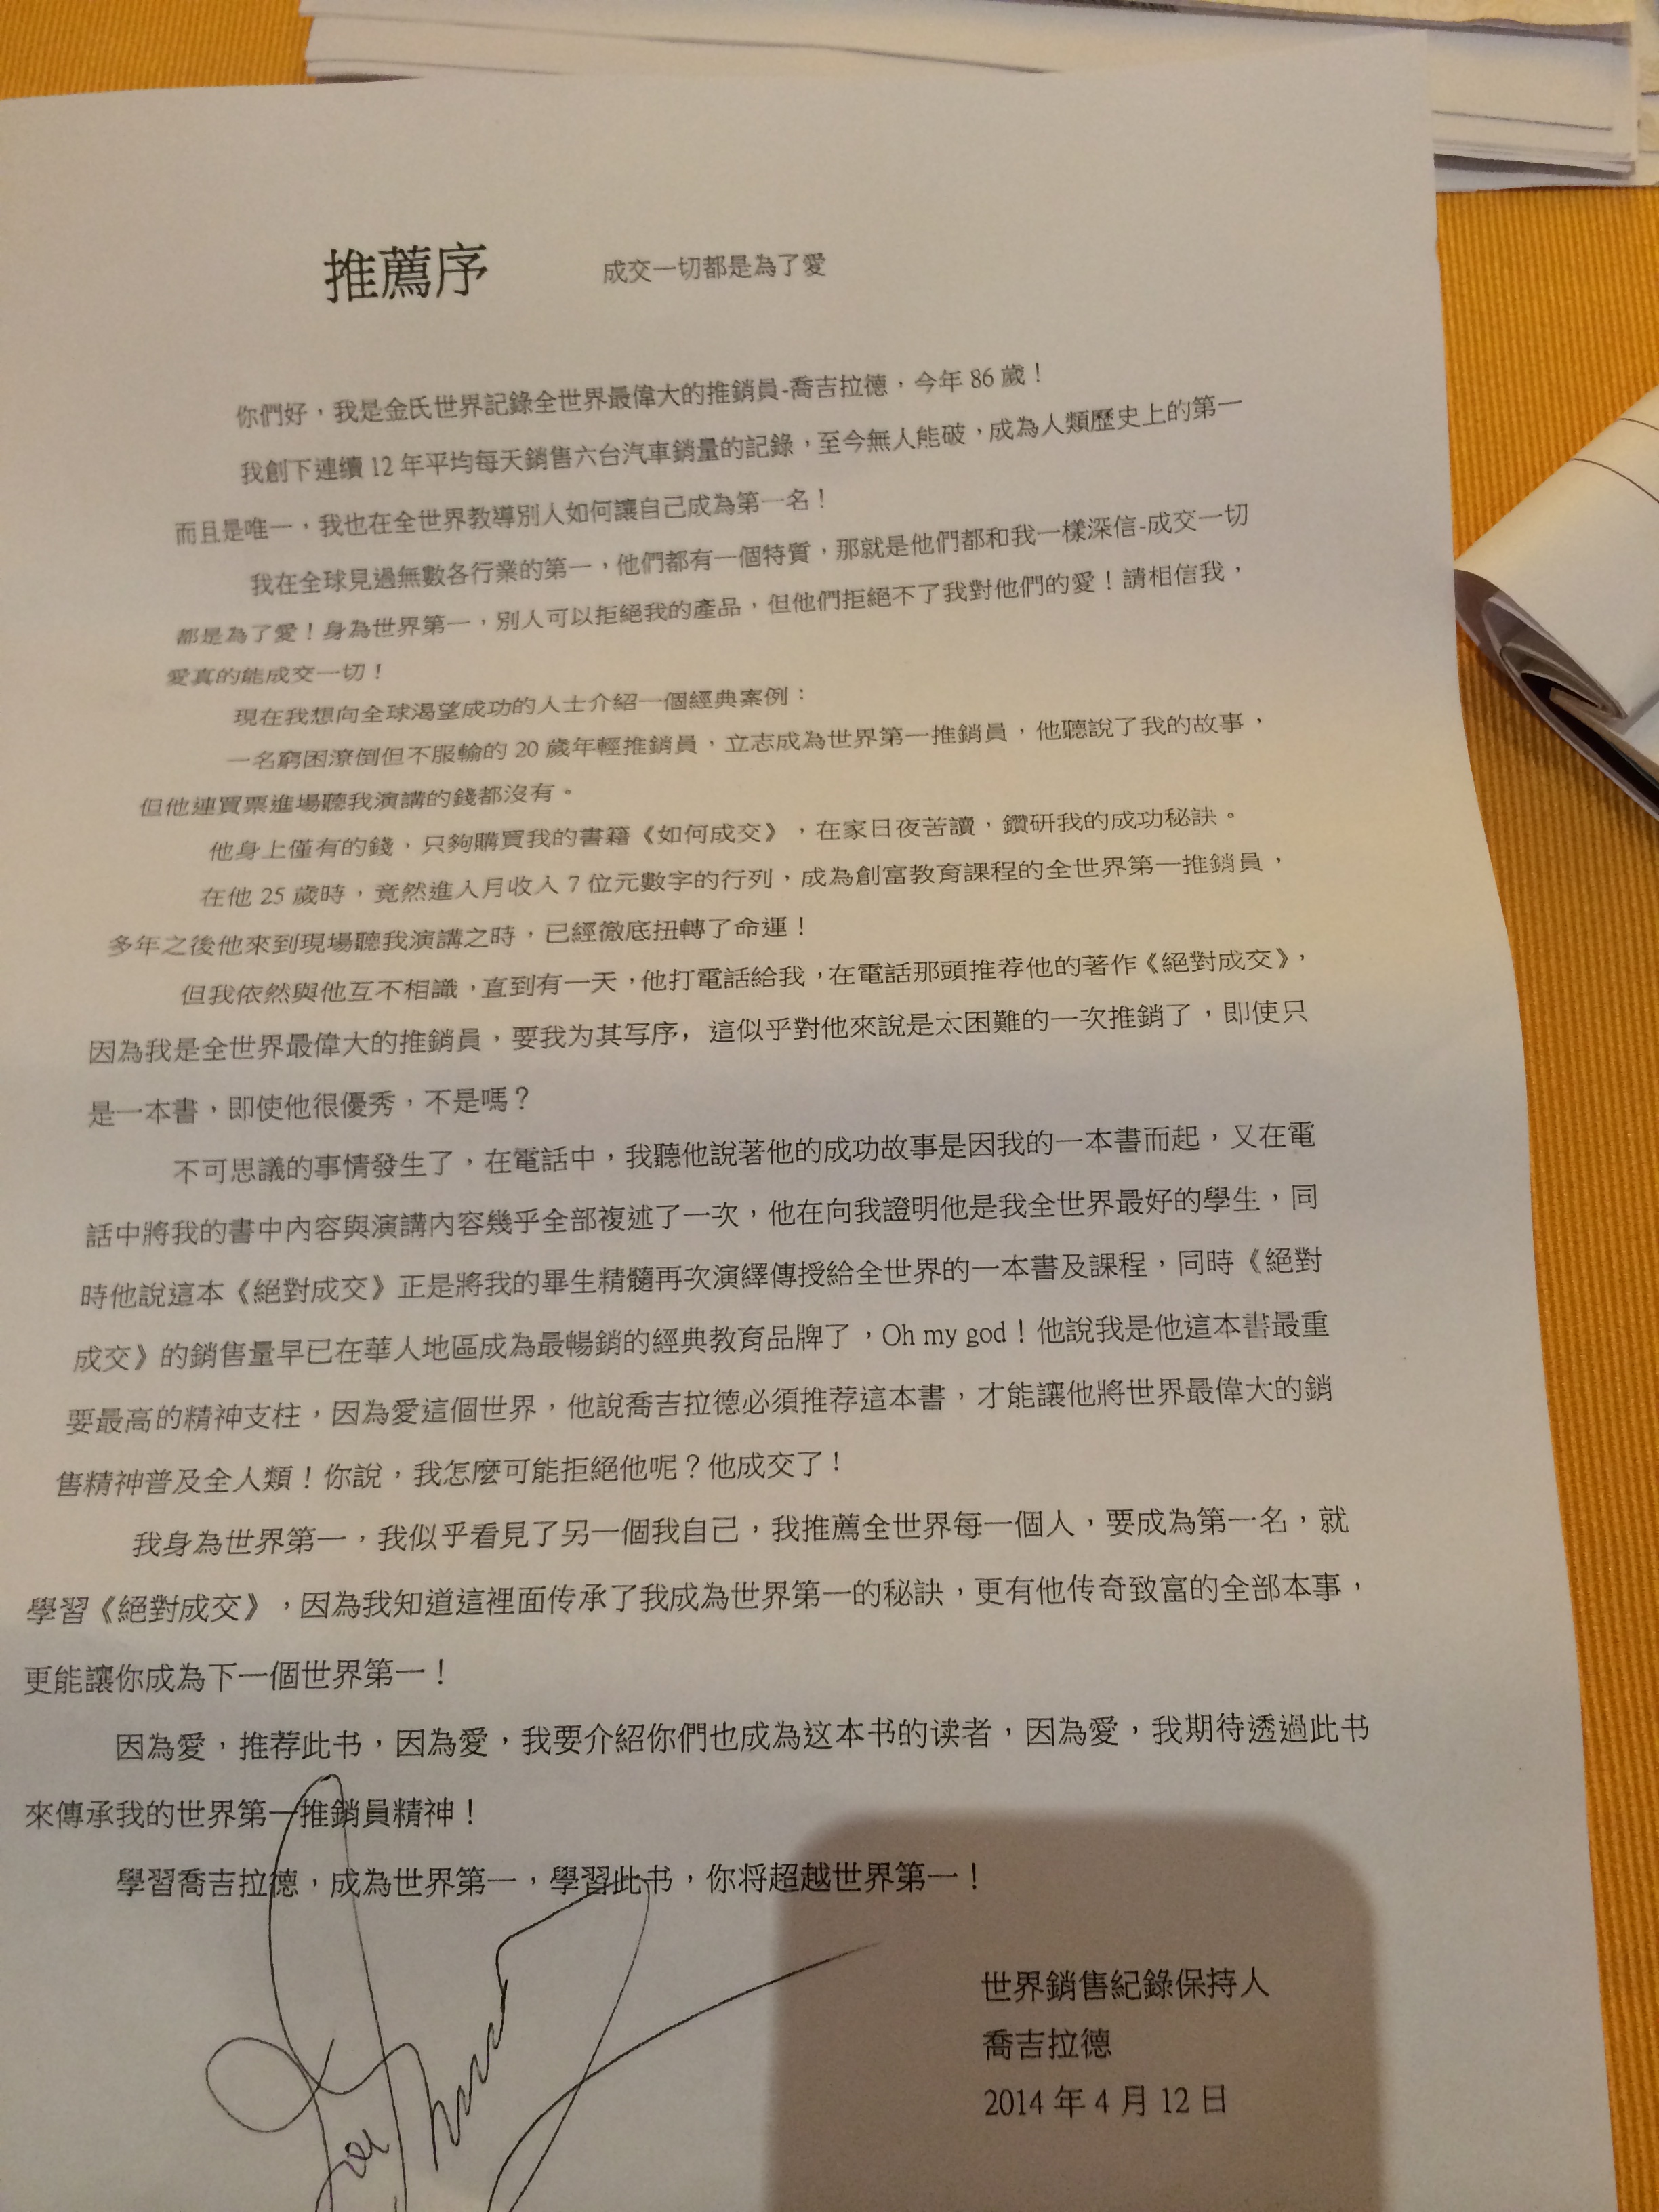 推薦序 成交一切都是為了愛
你們好，我是金氏世界記錄全世界最偉大的推銷員-喬吉拉德，今年 86 歲！
我創下連續 12 年平均每天銷售六台汽車銷量的記錄，至今無人能破，成為人類歷史上的第一
而且是唯一，我也在全世界教導別人如何讓自己成為第一名！
我在全球見過無數各行業的第一，他們都有一個特質，那就是他們都和我一樣深信-成交一切
都是為了愛！身為世界第一，別人可以拒絕我的產品，但他們拒絕不了我對他們的愛！請相信我，
愛真的能成交一切！
現在我想向全球渴望成功的人士介紹一個經典案例：
一名窮困潦倒但不服輸的 20 歲年輕推銷員，立志成為世界第一推銷員，他聽說了我的故事，
但他連買票進場聽我演講的錢都沒有。
他身上僅有的錢，只夠購買我的書籍《如何成交》，在家日夜苦讀，鑽研我的成功秘訣。
在他 25 歲時，竟然進入月收入 7 位元數字的行列，成為創富教育課程的全世界第一推銷員，
多年之後他來到現場聽我演講之時，已經徹底扭轉了命運！
但我依然與他互不相識，直到有一天，他打電話給我，在電話那頭推荐他的著作《絕對成交》，
因為我是全世界最偉大的推銷員，要我为其写序，這似乎對他來說是太困難的一次推銷了，即使只
是一本書，即使他很優秀，不是嗎？
不可思議的事情發生了，在電話中，我聽他說著他的成功故事是因我的一本書而起，又在電
話中將我的書中內容與演講內容幾乎全部複述了一次，他在向我證明他是我全世界最好的學生，同
時他說這本《絕對成交》正是將我的畢生精髓再次演繹傳授給全世界的一本書及課程，同時《絕對
成交》的銷售量早已在華人地區成為最暢銷的經典教育品牌了，Oh my god！他說我是他這本書最重
要最高的精神支柱，因為愛這個世界，他說喬吉拉德必須推荐這本書，才能讓他將世界最偉大的銷
售精神普及全人類！你說，我怎麼可能拒絕他呢？他成交了！
我身為世界第一，我似乎看見了另一個我自己，我推薦全世界每一個人，要成為第一名，就
學習《絕對成交》，因為我知道這裡面传承了我成為世界第一的秘訣，更有他传奇致富的全部本事，
更能讓你成為下一個世界第一！
因為愛，推荐此书，因為愛，我要介紹你們也成為这本书的读者，因為愛，我期待透過此书
來傳承我的世界第一推銷員精神！
學習喬吉拉德，成為世界第一，學習此书，你将超越世界第一！
世界銷售紀錄保持人
喬吉拉德
2014 年 4 月 12 日
Joe